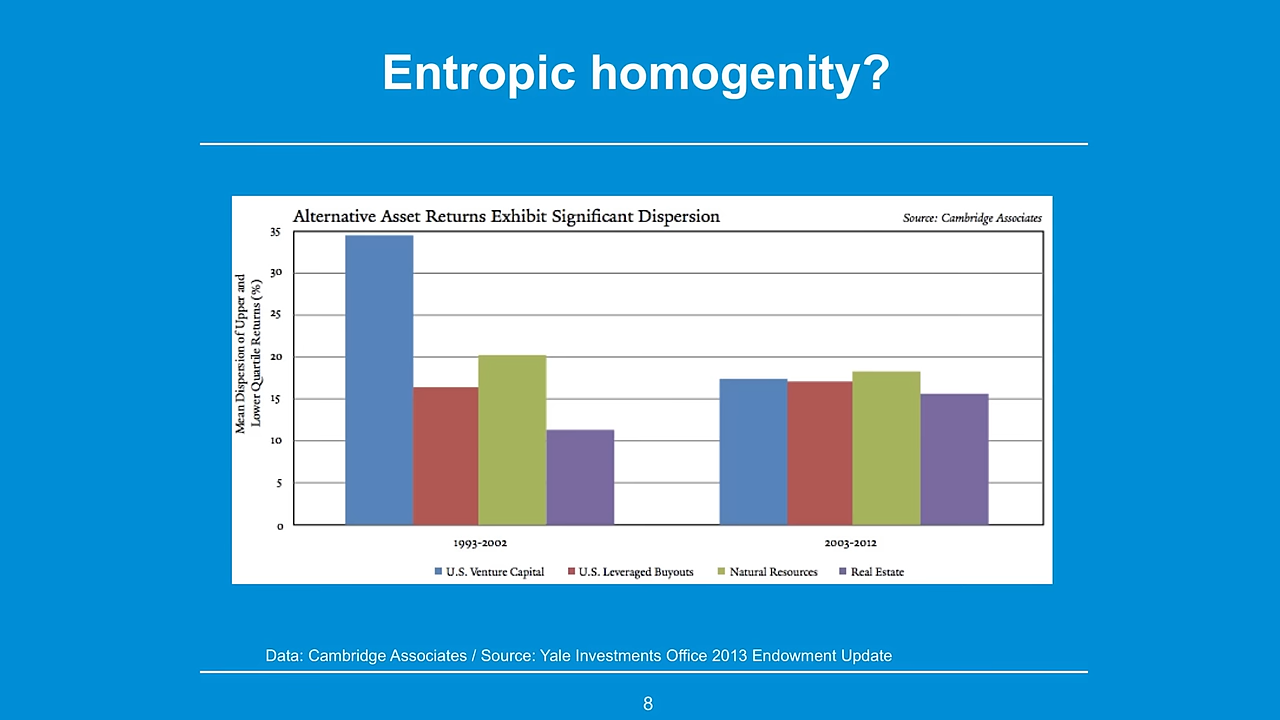 Entropic homogenity?
Alternative Asset Returns Exhibit Significant Dispersion
Source: Cambridge Associates
Mean Dispersion of Upper and
Lower Quartile Returns (%)
35
30
25
20
15
10
5
0
1993-2002
2003-2012
U.S. Venture Capital
U.S. Leveraged Buyouts
Natural Resources
Real Estate
Data: Cambridge Associates / Source: Yale Investments Office 2013 Endowment Update
8